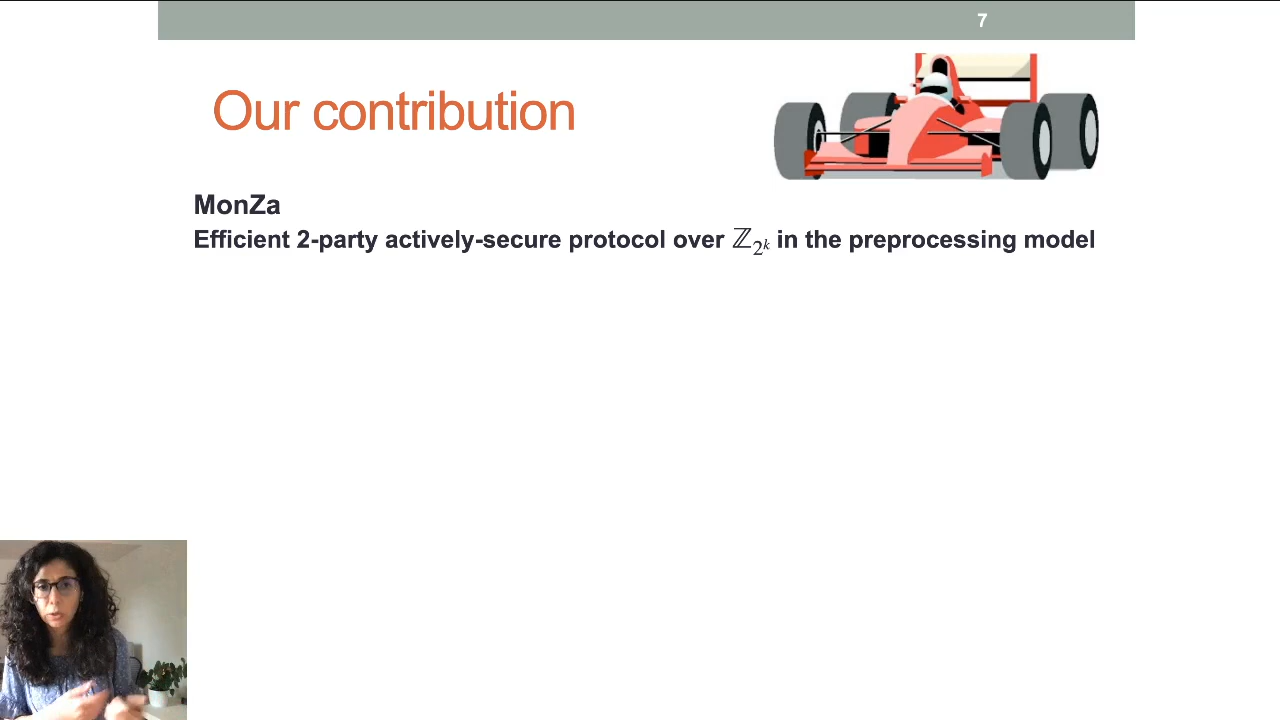 7
Our contribution
MonZa
Efficient 2-party actively-secure protocol over ℤ_{2^k} in the preprocessing model